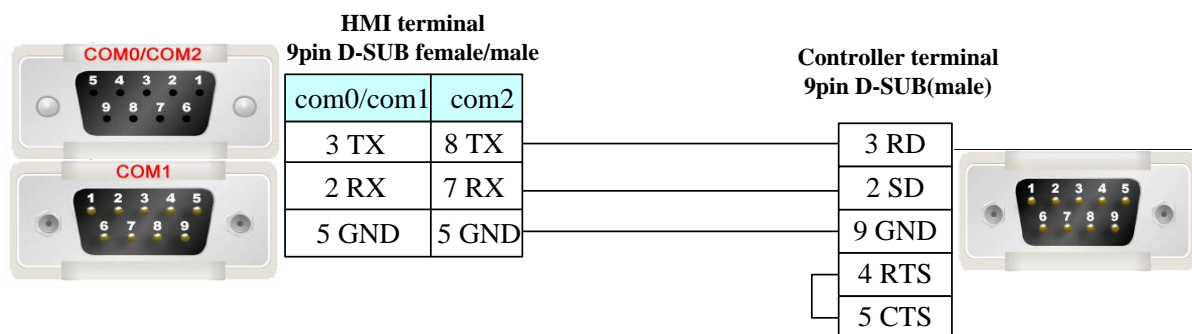 HMI terminal
9pin D-SUB female/male
COM0/COM2
5 4 3 2 1
9 8 7 6
COM1
1 2 3 4 5
6 7 8 9
com0/com1 com2
3 TX 8 TX
2 RX 7 RX
5 GND 5 GND
Controller terminal
9pin D-SUB(male)
3 RD
2 SD
9 GND
4 RTS
5 CTS
1 2 3 4 5
6 7 8 9